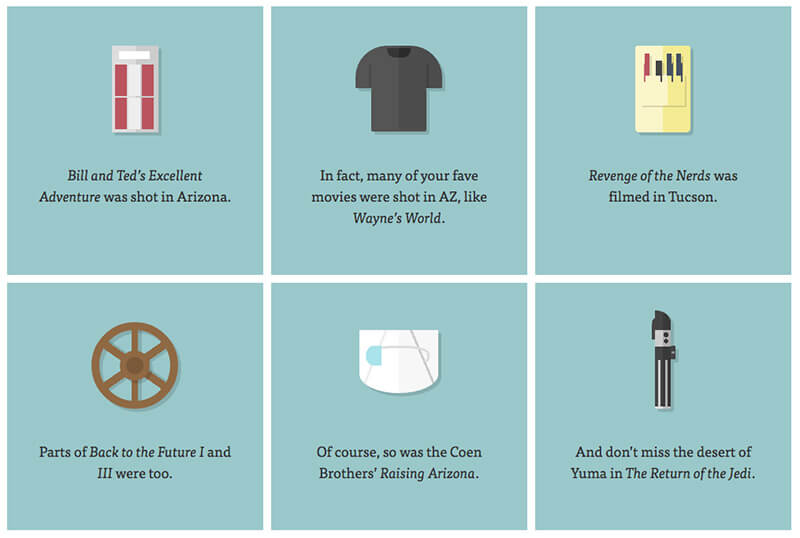 Bill and Ted's Excellent
Adventure was shot in Arizona.
In fact, many of your fave
movies were shot in AZ, like
Wayne's World.
Revenge of the Nerds was
filmed in Tucson.
Parts of Back to the Future I and
III were too.
Of course, so was the Coen
Brothers' Raising Arizona.
And don't miss the desert of
Yuma in The Return of the Jedi.